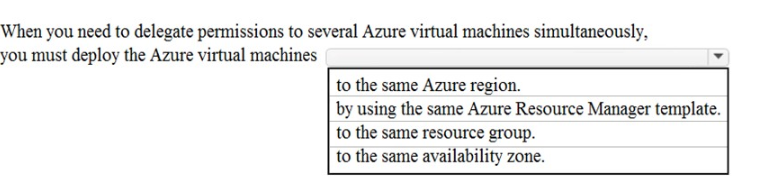 When you need to delegate permissions to several Azure virtual machines simultaneously,
you must deploy the Azure virtual machines
to the same Azure region.
by using the same Azure Resource Manager template.
to the same resource group.
to the same availability zone.